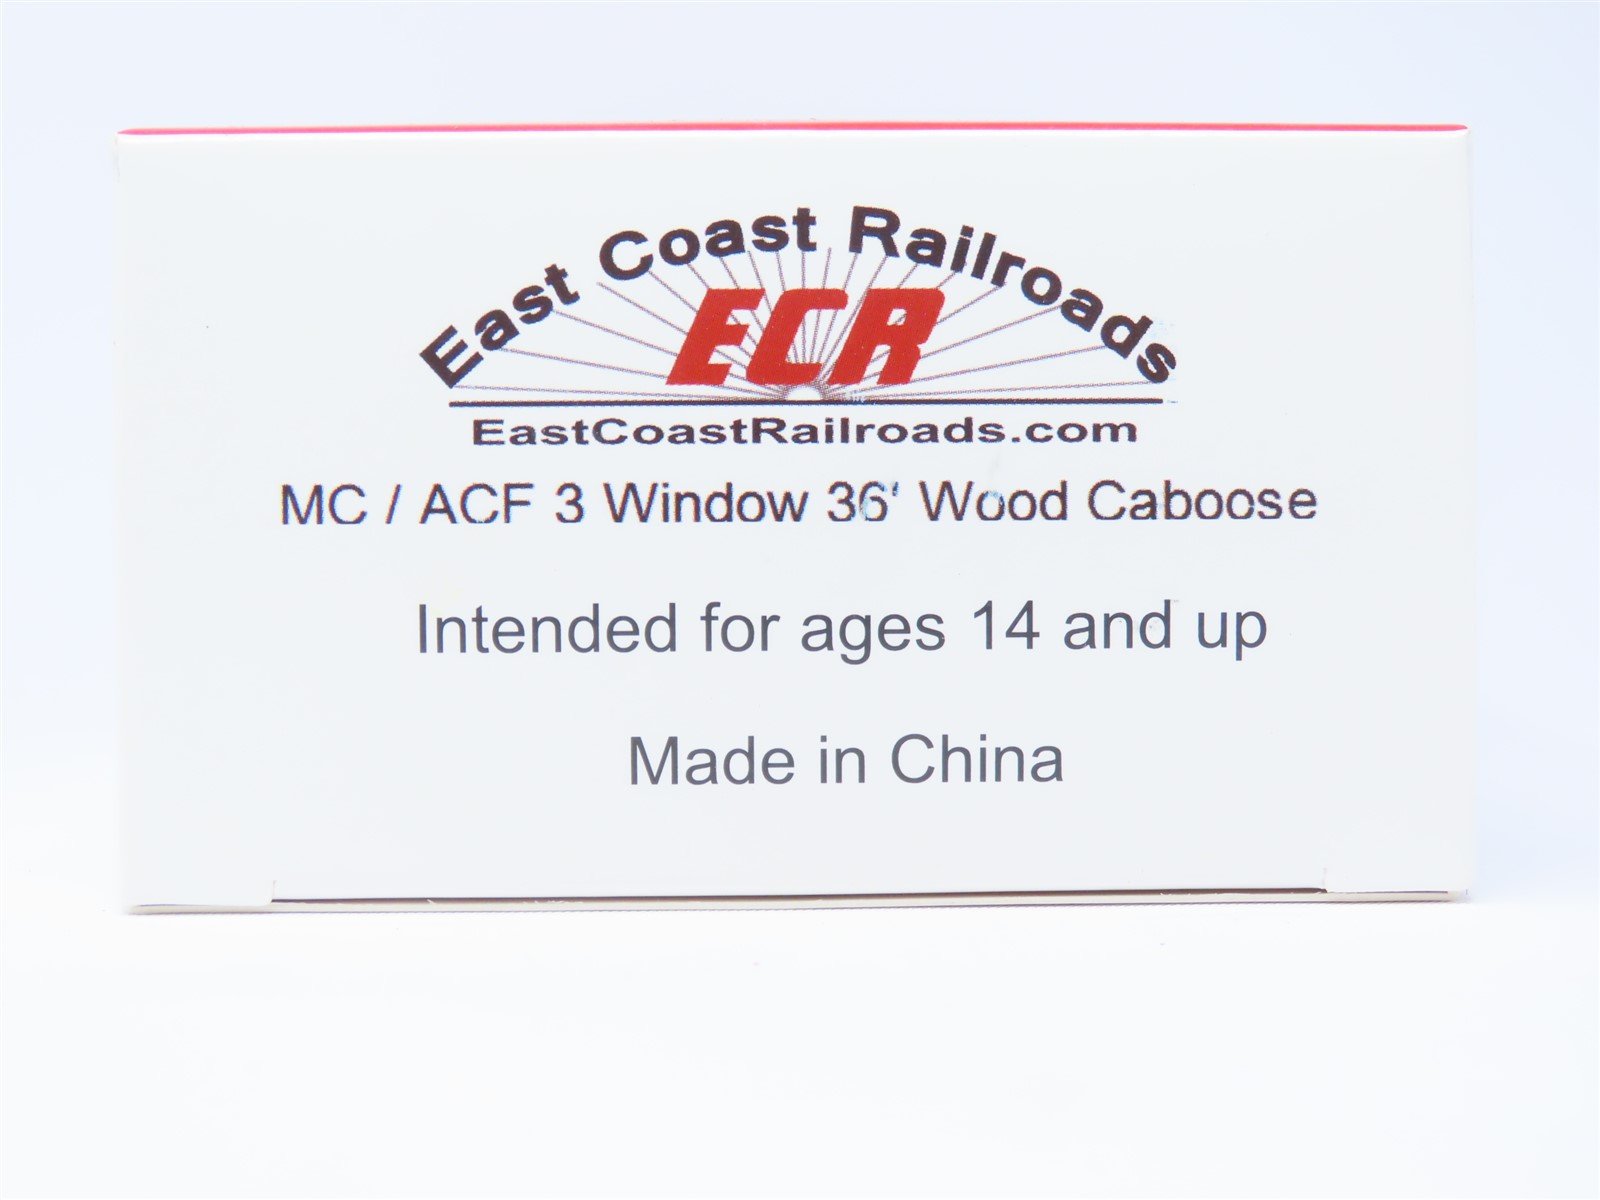 East Coast Railroads
ECR
EastCoastRailroads.com
MC / ACF 3 Window 36' Wood Caboose
Intended for ages 14 and up
Made in China